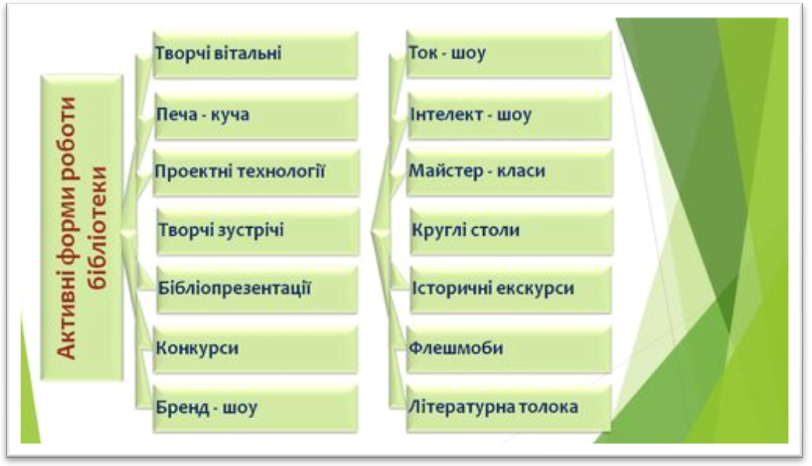 Активні форми роботи
бібліотеки
Творчі вітальні
Печа - куча
Проектні технології
Творчі зустрічі
Бібліопрезентації
Конкурси
Бренд - шоу
Ток - шоу
Інтелект - шоу
Майстер - класи
Круглі столи
Історичні екскурси
Флешмоби
Літературна толока